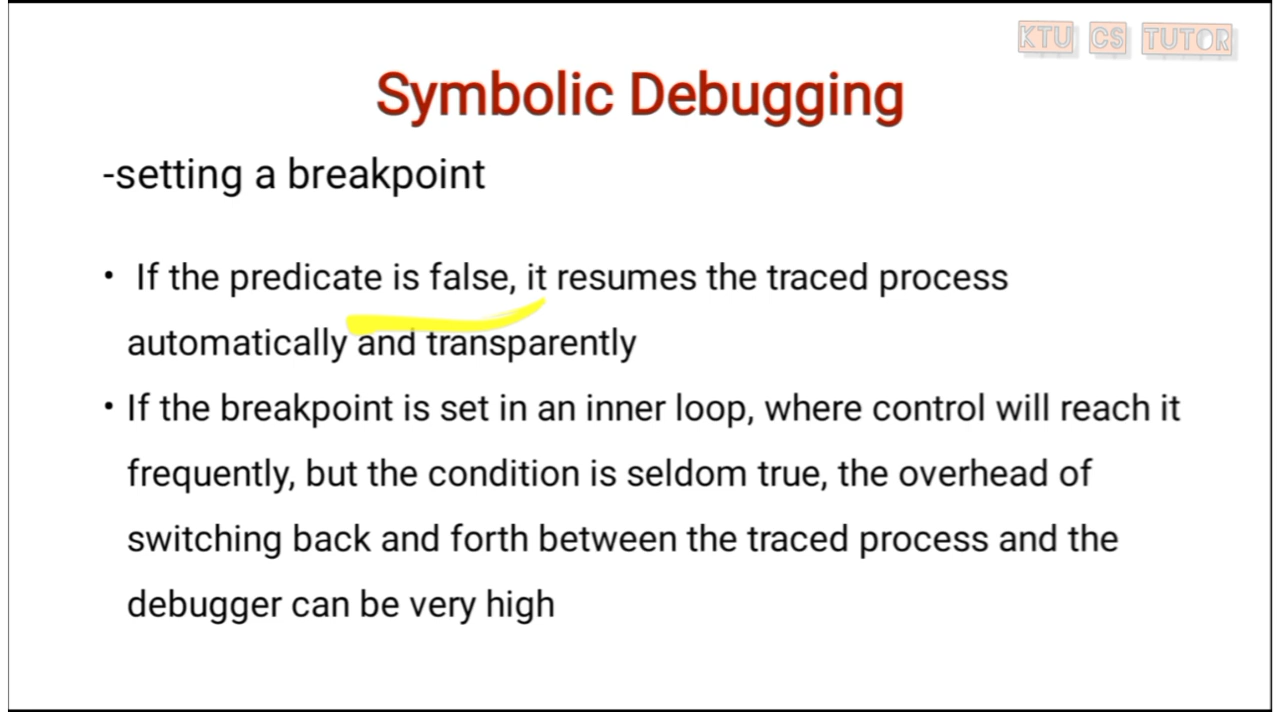 KTU CS TUTOR
Symbolic Debugging
-setting a breakpoint
• If the predicate is false, it resumes the traced process
automatically and transparently
• If the breakpoint is set in an inner loop, where control will reach it
frequently, but the condition is seldom true, the overhead of
switching back and forth between the traced process and the
debugger can be very high